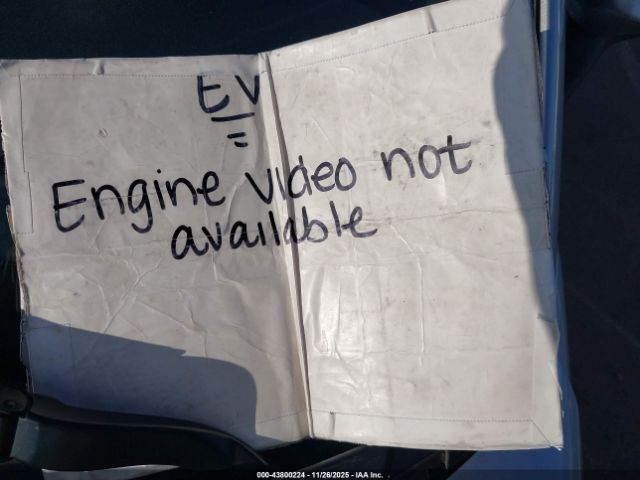 EV
Engine video not
available
000-43800224 - 11/26/2025 - IAA Inc.